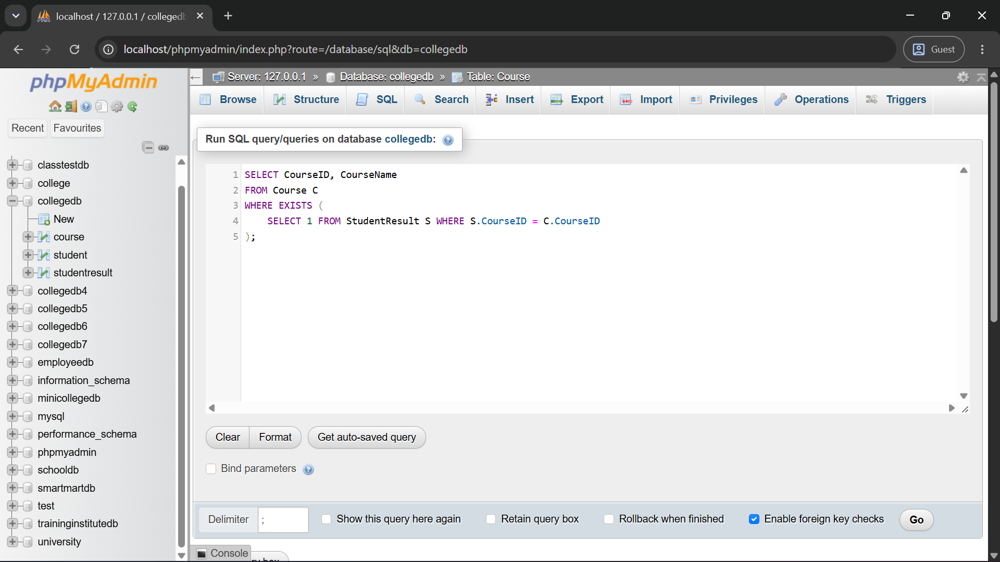 localhost / 127.0.0.1 / collegedb
localhost/phpmyadmin/index.php?route=/database/sql&db=collegedb
Guest
phpMyAdmin
Recent
Favourites
classtestdb
college
collegedb
New
course
student
studentresult
collegedb4
collegedb5
collegedb6
collegedb7
employeedb
information_schema
minicollegedb
mysql
performance_schema
phpmyadmin
schooldb
smartmartdb
test
traininginstitutedb
university
Server: 127.0.0.1 » Database: collegedb » Table: Course
Browse Structure SQL Search Insert Export Import Privileges Operations Triggers
Run SQL query/queries on database collegedb:
1 SELECT CourseID, CourseName
2 FROM Course C
3 WHERE EXISTS (
4 SELECT 1 FROM StudentResult S WHERE S.CourseID = C.CourseID
5 );
Clear Format Get auto-saved query
Bind parameters
Delimiter ; Show this query here again Retain query box Rollback when finished Enable foreign key checks Go
Console